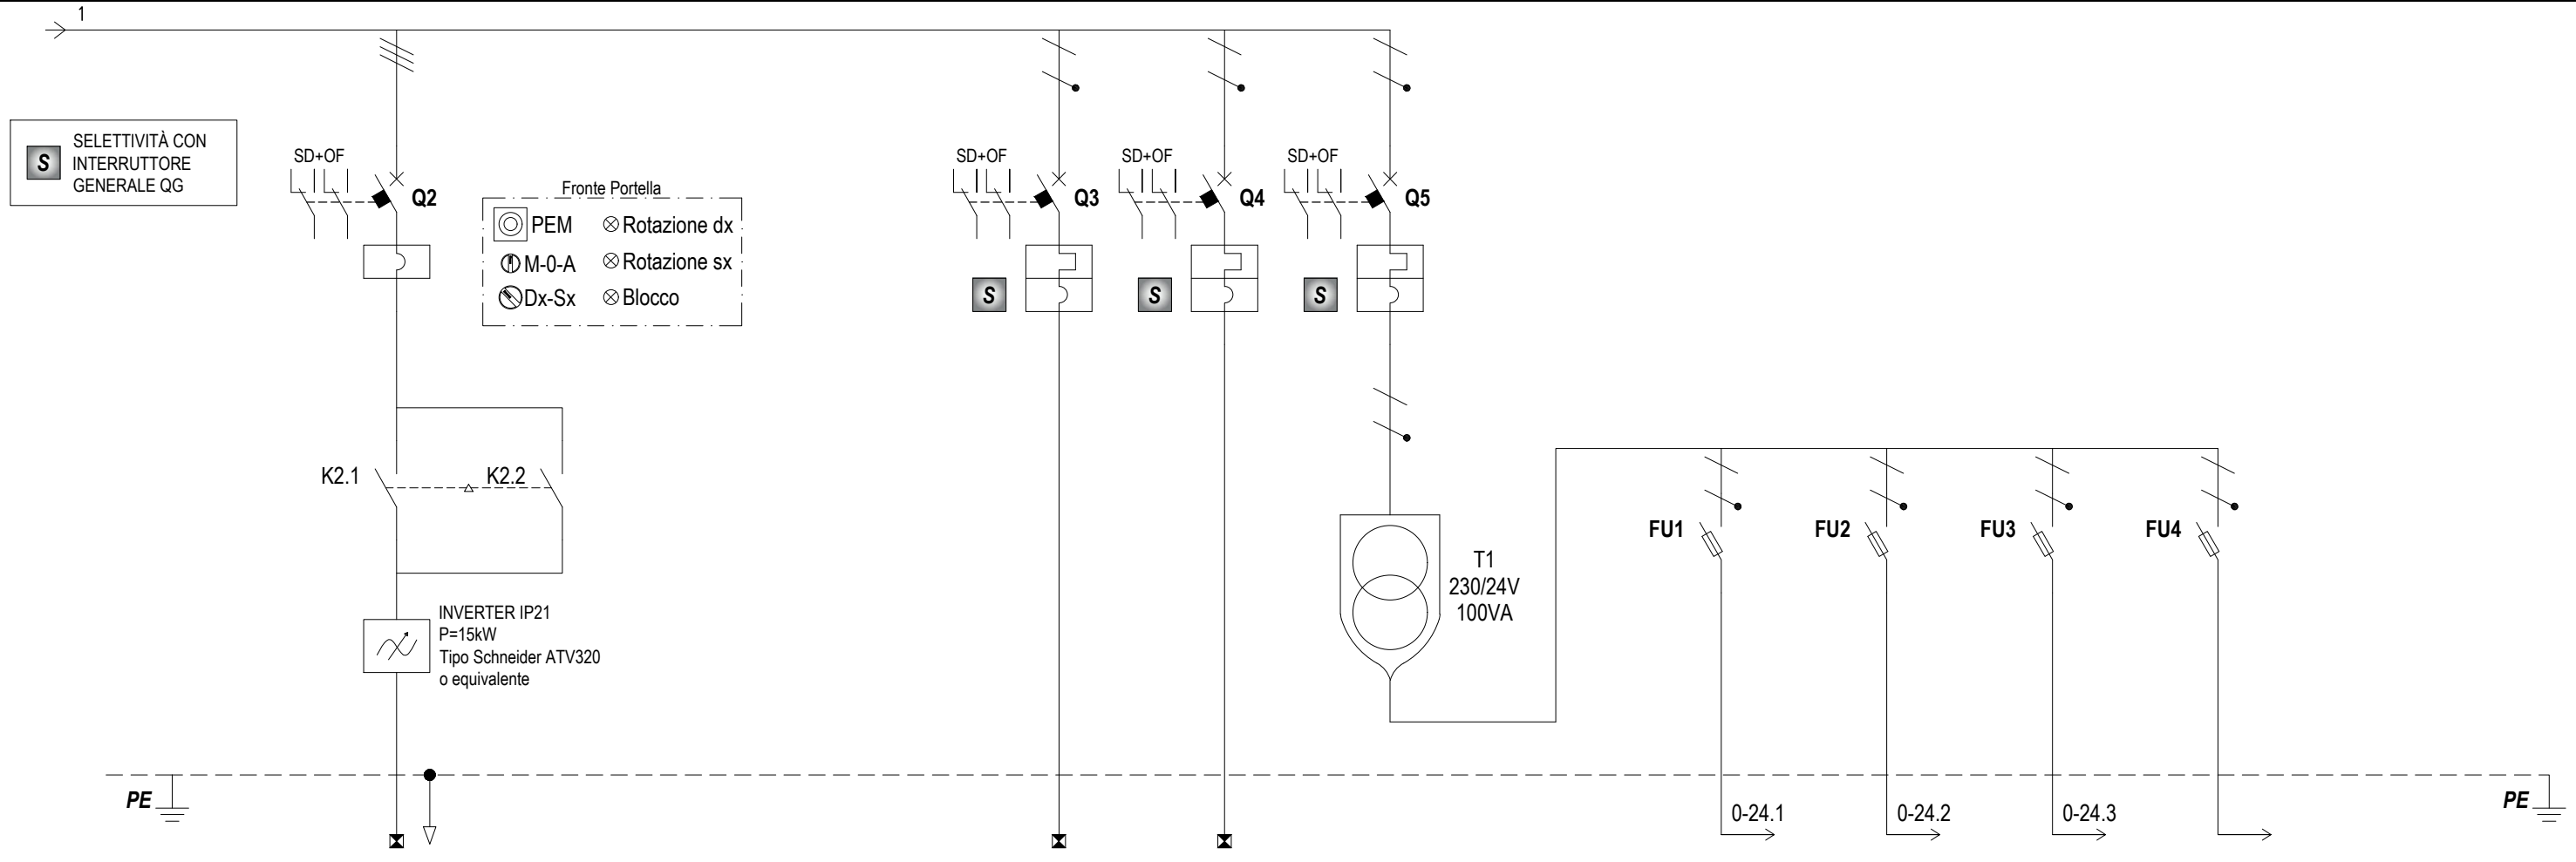 1
S
SELETTIVITÀ CON
INTERRUTTORE
GENERALE QG
SD+OF
Q2
Fronte Portella
PEM
Rotazione dx
M-0-A
Rotazione sx
Dx-Sx
Blocco
SD+OF
Q3
S
SD+OF
Q4
S
SD+OF
Q5
S
K2.1
K2.2
INVERTER IP21
P=15kW
Tipo Schneider ATV320
o equivalente
T1
230/24V
100VA
FU1
FU2
FU3
FU4
PE
0-24.1
0-24.2
0-24.3
PE